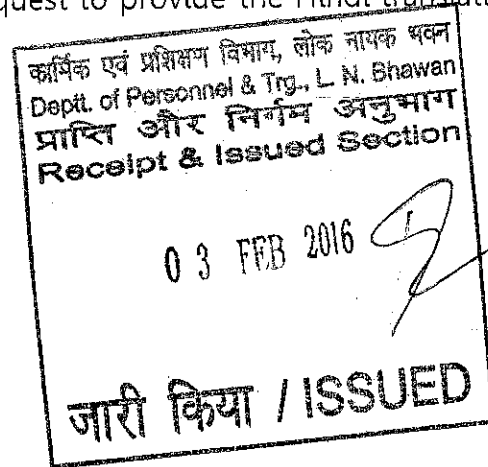 quest to provide the Hindi
कार्मिक एवं प्रशिक्षण विभाग, लोक नायक भवन
Deptt. of Personnel & Trg., L. N. Bhawan
प्राप्ति और निर्गम अनुभाग
Receipt & Issued Section
03 FEB 2016
जारी किया / ISSUED